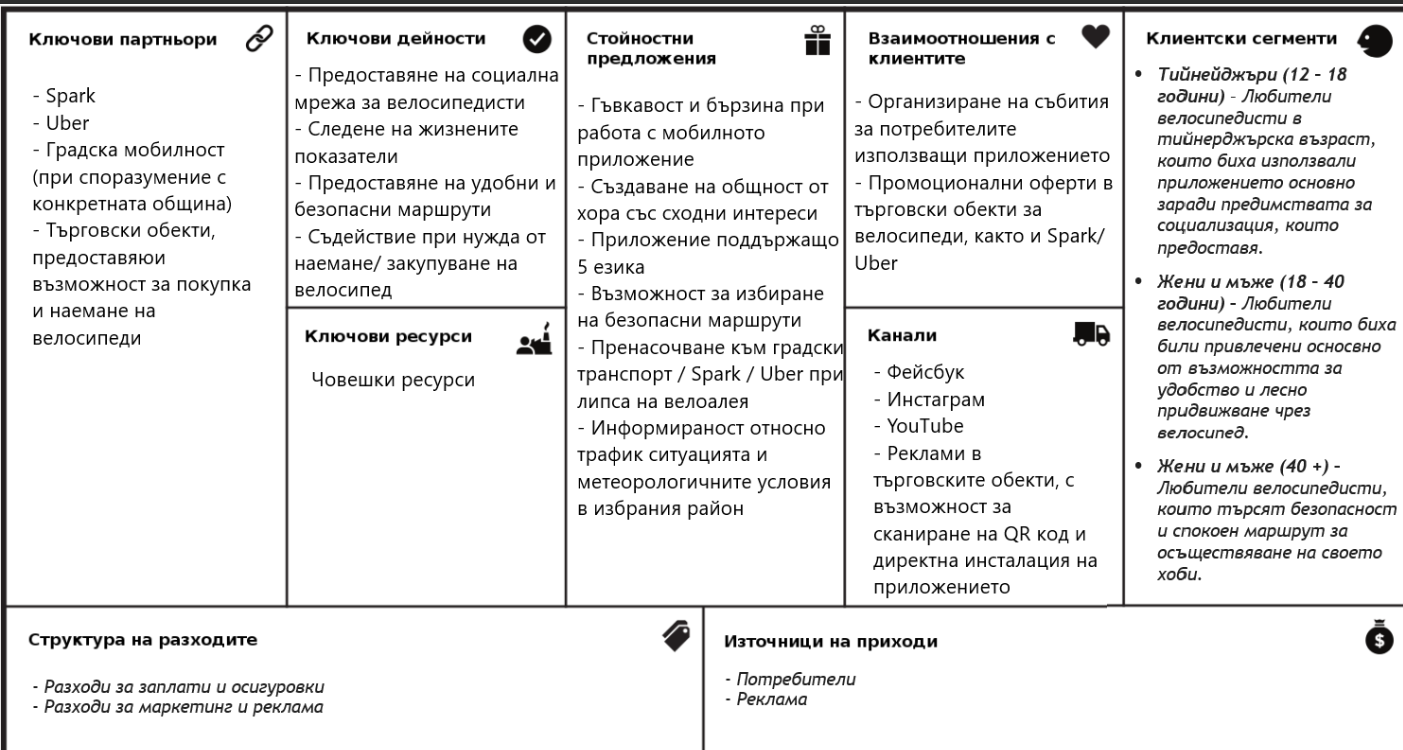 Ключови партньори
- Spark
- Uber
- Градска мобилност
(при споразумение с
конкретната община)
- Търговски обекти,
предоставяюи
възможност за покупка
и наемане на
велосипеди
Ключови дейности
- Предоставяне на социална
мрежа за велосипедисти
- Следене на жизнените
показатели
- Предоставяне на удобни и
безопасни маршрути
- Съдействие при нужда от
наемане/ закупуване на
велосипед
Ключови ресурси
Човешки ресурси
Стойностни
предложения
- Гъвкавост и бързина при
работа с мобилното
приложение
- Създаване на общност от
хора със сходни интереси
- Приложение поддържащо
5 езика
- Възможност за избиране
на безопасни маршрути
- Пренасочване към градски
транспорт / Spark / Uber при
липса на велоалея
- Информираност относно
трафик ситуацията и
метеорологичните условия
в избрания район
Взаимоотношения с
клиентите
- Организиране на събития
за потребителите
използващи приложението
- Промоционални оферти в
търговски обекти за
велосипеди, както и Spark/
Uber
Канали
- Фейсбук
- Инстаграм
- YouTube
- Реклами в
търговските обекти, с
възможност за
сканиране на QR код и
директна инсталация на
приложението
Клиентски сегменти
• Тийнейджъри (12 - 18
години) - Любители
велосипедисти в
тийнерджърска възраст,
които биха използвали
приложението основно
заради предимствата за
социализация, които
предоставя.
• Жени и мъже (18 - 40
години) - Любители
велосипедисти, които биха
били привлечени осносвно
от възможността за
удобство и лесно
придвижване чрез
велосипед.
• Жени и мъже (40 +) -
Любители велосипедисти,
които търсят безопасност
и спокоен маршрут за
осъществяване на своето
хоби.
Структура на разходите
- Разходи за заплати и осигуровки
- Разходи за маркетинг и реклама
Източници на приходи
- Потребители
- Реклама